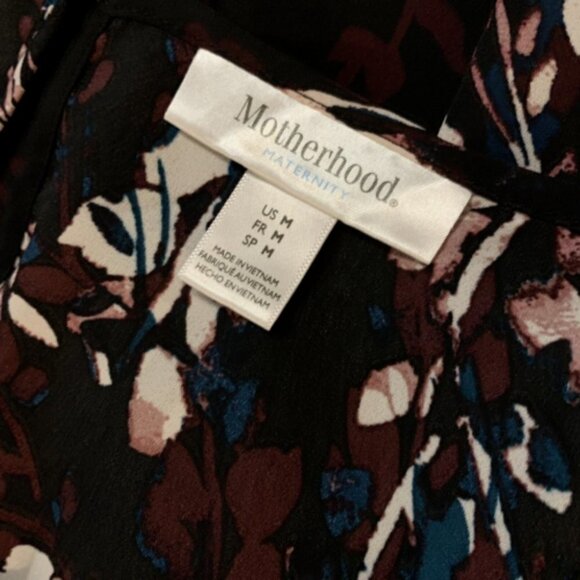 Motherhood®
MATERNITY
US M
FR M
SP M
MADE IN VIETNAM
FABRIQUÉ AU VIETNAM
HECHO EN VIETNAM